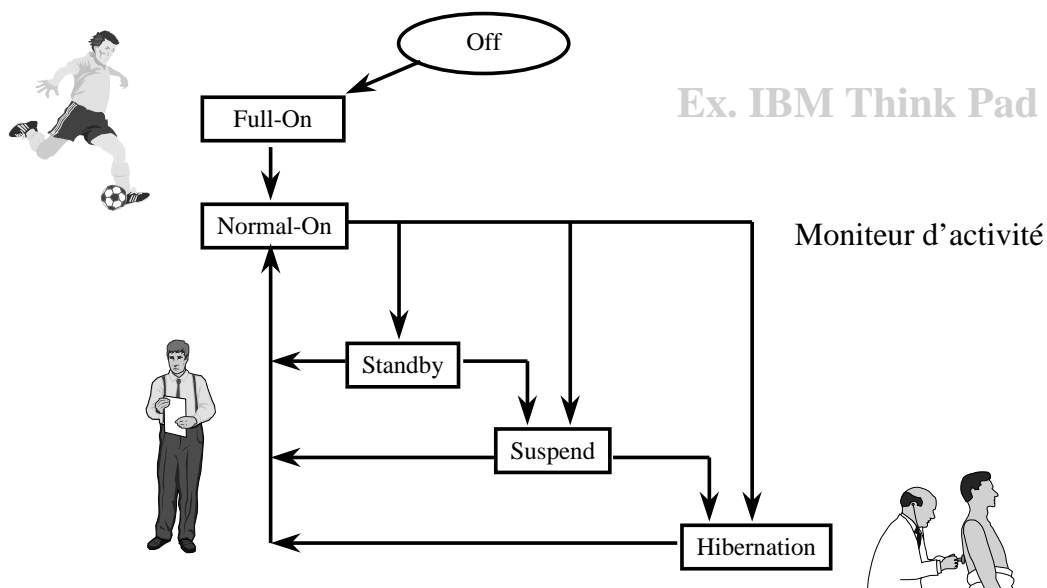 Off
Ex. IBM Think Pad
Full-On
Normal-On
Moniteur d’activité
Standby
Suspend
Hibernation